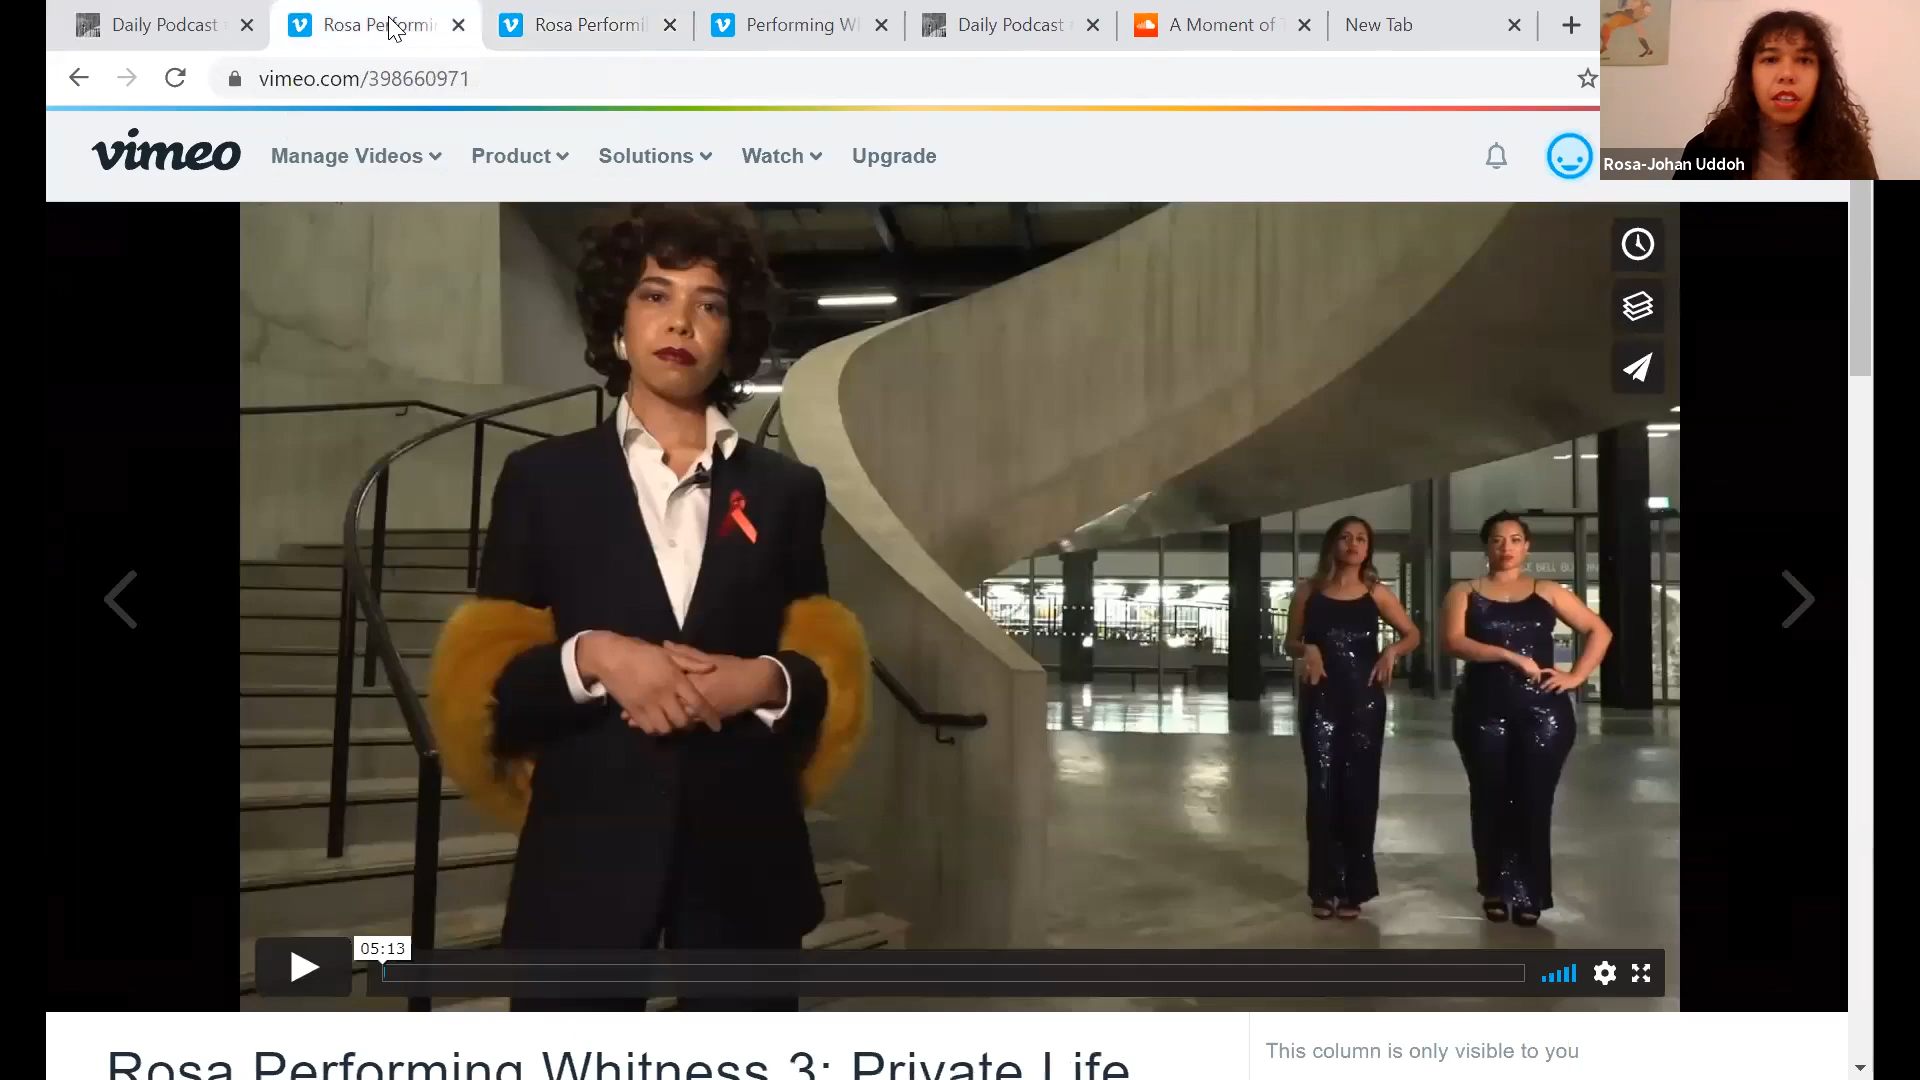 Daily Podcast
Rosa Performin
Rosa Performi
Performing W
Daily Podcast
A Moment of
New Tab
vimeo.com/398660971
vimeo
Manage Videos
Product
Solutions
Watch
Upgrade
Rosa-Johan Uddoh
05:13
Rosa Performing Whitness 3: Private Life
This column is only visible to you